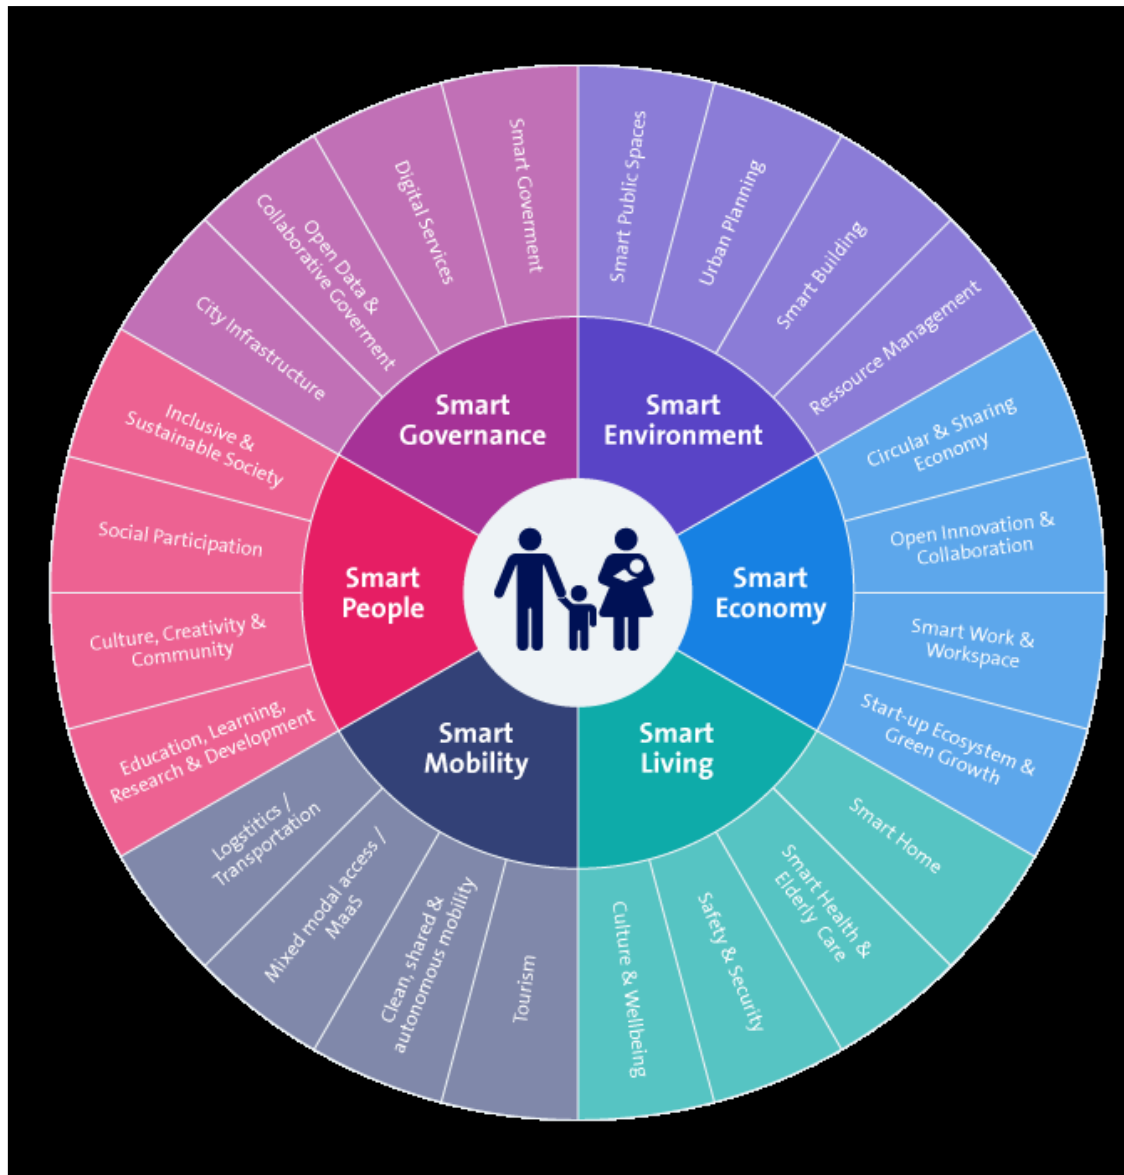 Smart
Governance
Smart
Environment
Smart
Economy
Smart
Living
Smart
Mobility
Smart
People
Smart Public Spaces
Urban Planning
Smart Building
Ressource Management
Circular & Sharing
Economy
Open Innovation &
Collaboration
Smart Work &
Workspace
Start-up Ecosystem &
Green Growth
Smart Home
Smart Health &
Elderly Care
Safety & Security
Culture & Wellbeing
Tourism
Clean, shared &
autonomous mobility
Mixed modal access /
MaaS
Logstitics /
Transportation
Education, Learning,
Research & Development
Culture, Creativity &
Community
Social Participation
Inclusive &
Sustainable Society
City Infrastructure
Open Data &
Collaborative Goverment
Digital Services
Smart Goverment